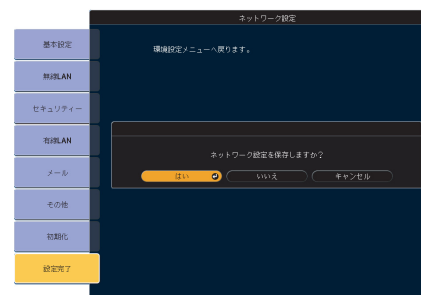 ネットワーク設定
基本設定
環境設定メニューへ戻ります。
無線LAN
セキュリティー
有線LAN
ネットワーク設定を保存しますか?
メール
はい
いいえ
キャンセル
その他
初期化
設定完了